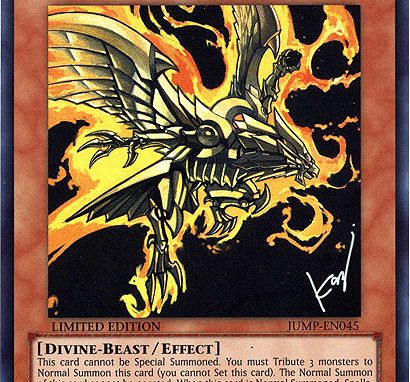 LIMITED EDITION JUMP-EN045
[DIVINE-BEAST / EFFECT]
This card cannot be Special Summoned. You must Tribute 3 monsters to
Normal Summon this card (you cannot Set this card). The Normal Summon